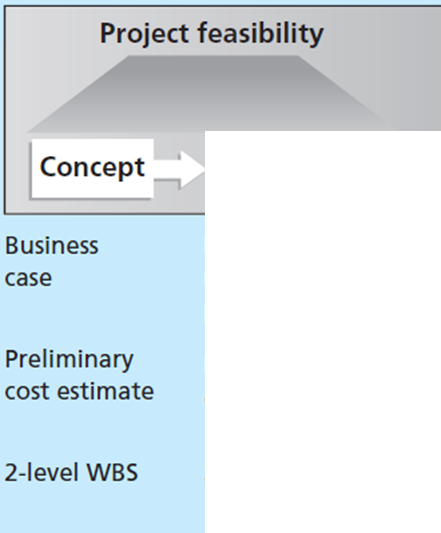 Project feasibility
Concept
Business
case
Preliminary
cost estimate
2-level WBS